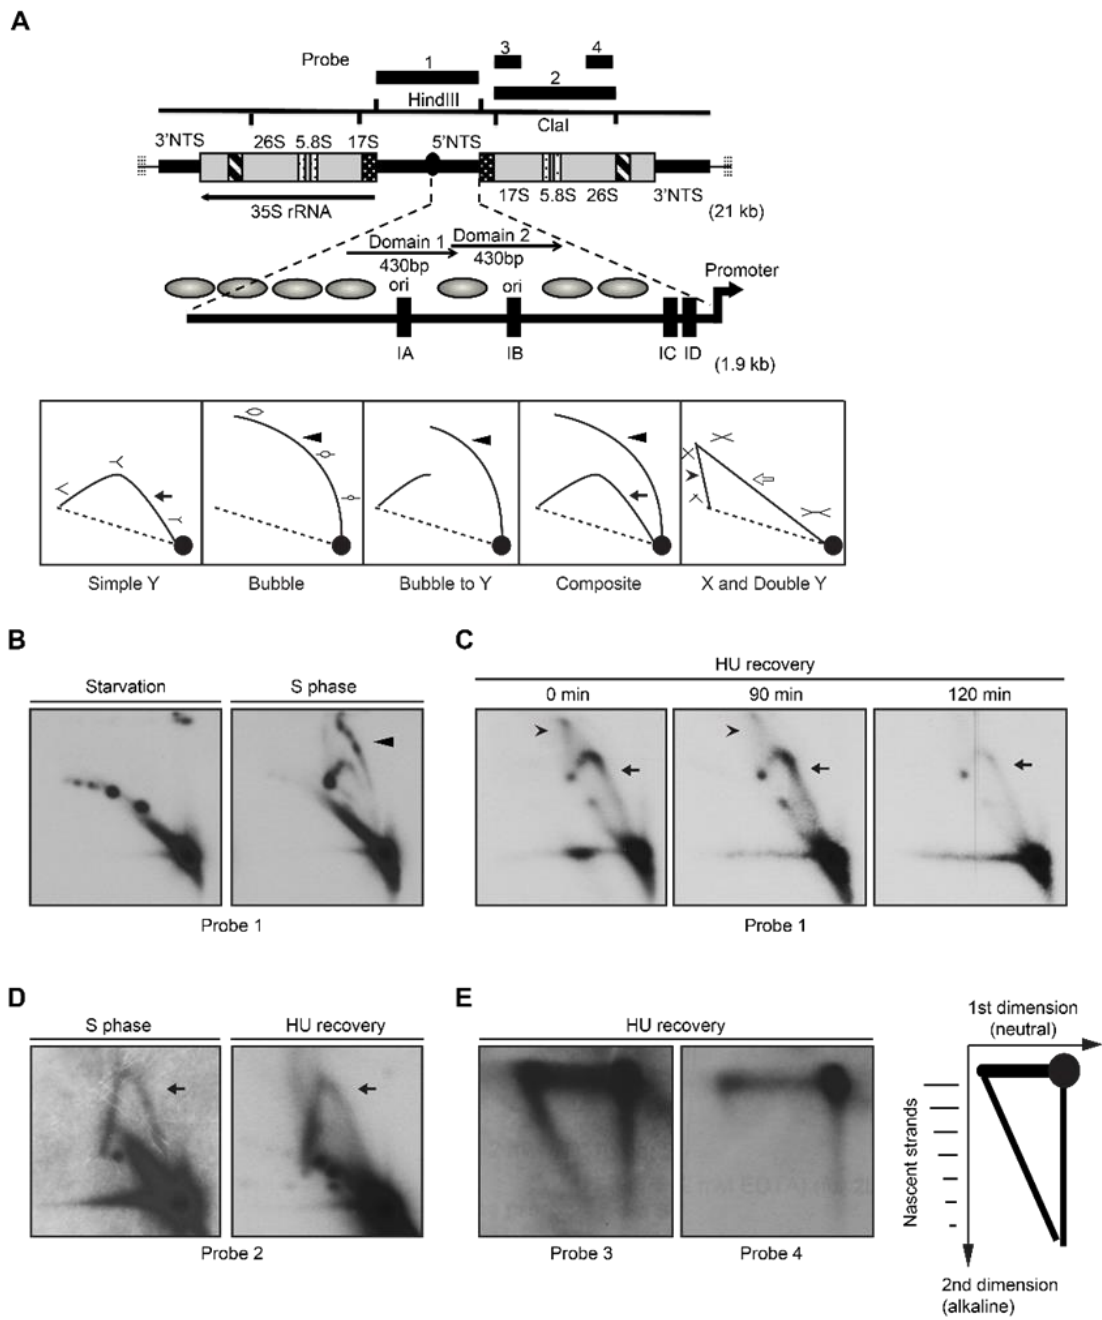 A
Probe
1
3
4
2
HindIII
ClaI
3'NTS
26S
5.8S
17S
5'NTS
17S
5.8S
26S
3'NTS
35S rRNA
(21 kb)
Domain 1
Domain 2
430bp
430bp
ori
ori
Promoter
IA
IB
IC
ID
(1.9 kb)
Simple Y
Bubble
Bubble to Y
Composite
X and Double Y
B
Starvation
S phase
Probe 1
C
HU recovery
0 min
90 min
120 min
Probe 1
D
S phase
HU recovery
Probe 2
E
HU recovery
Probe 3
Probe 4
1st dimension
(neutral)
Nascent strands
2nd dimension
(alkaline)